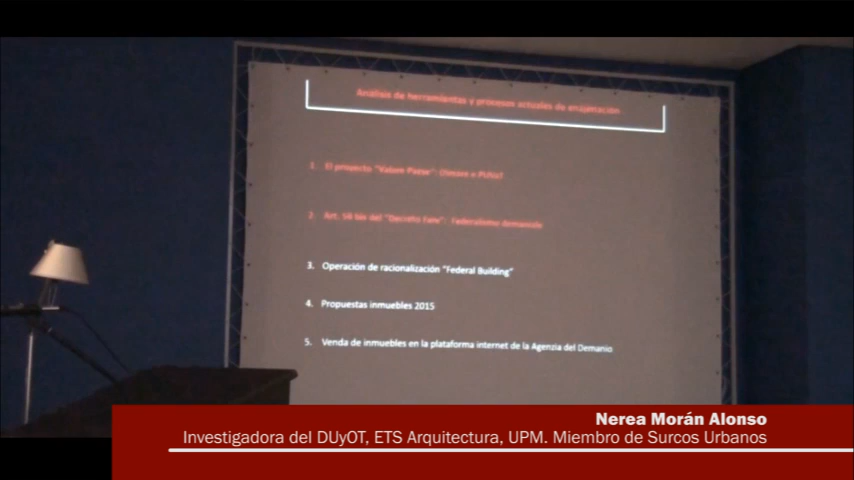 Análisis de herramientas y procesos actuales de enajenación
1. El proyecto "Valore Paese": Dimore o PUVaT
2. Art. 56 bis del "Decreto Fare": Federalismo demaniale
3. Operación de racionalización "Federal Building"
4. Propuestas inmuebles 2015
5. Venda de inmuebles en la plataforma internet de la Agenzia del Demanio
Nerea Morán Alonso
Investigadora del DUyOT, ETS Arquitectura, UPM. Miembro de Surcos Urbanos